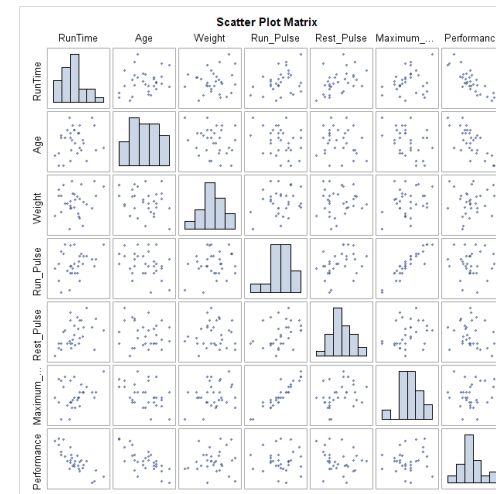 Scatter Plot Matrix
RunTime Age Weight Run_Pulse Rest_Pulse Maximum_... Performanc
RunTime
Age
Weight
Run_Pulse
Rest_Pulse
Maximum_...
Performance